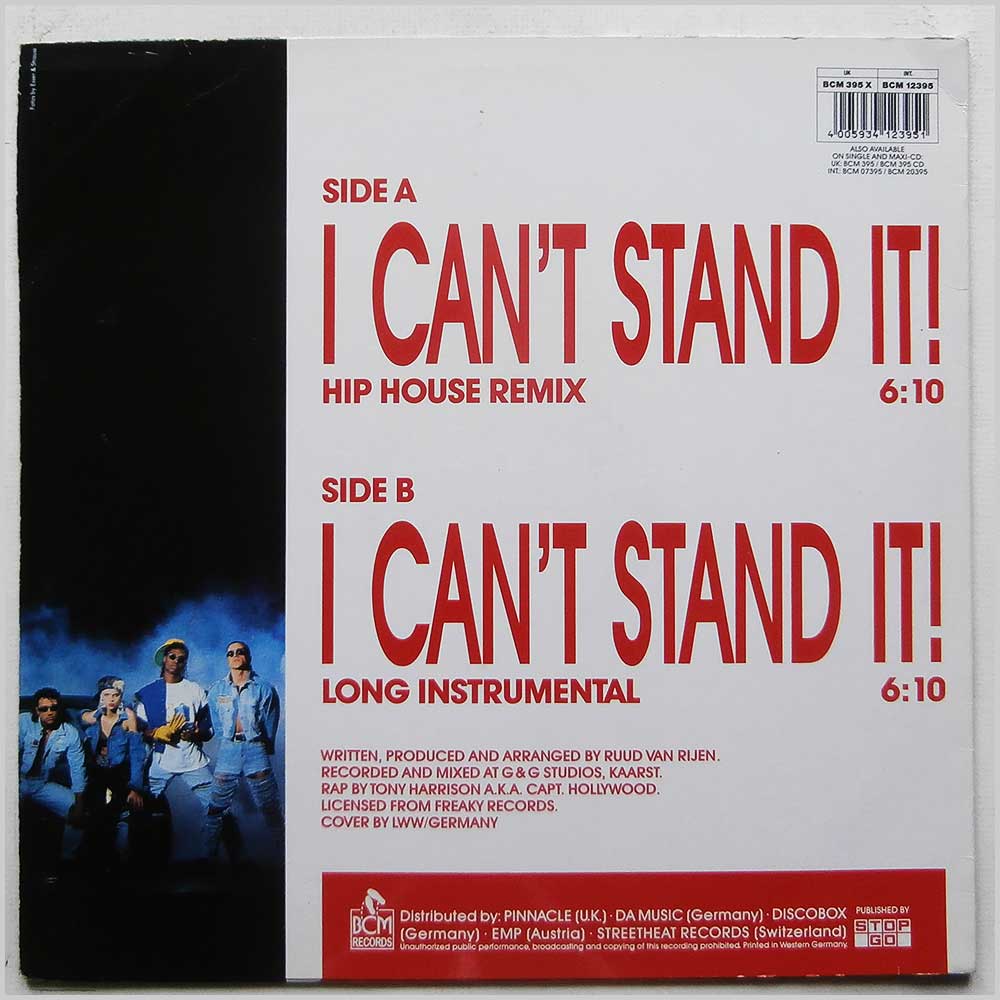 Fotos by Esser & Strauss
UK INT.
BCM 395 X BCM 12395
4 005934 123951
ALSO AVAILABLE
ON SINGLE AND MAXI-CD:
UK: BCM 395 / BCM 395 CD
INT.: BCM 07395 / BCM 20395
SIDE A
I CAN'T STAND IT!
HIP HOUSE REMIX 6:10
SIDE B
I CAN'T STAND IT!
LONG INSTRUMENTAL 6:10
WRITTEN, PRODUCED AND ARRANGED BY RUUD VAN RIJEN.
RECORDED AND MIXED AT G & G STUDIOS, KAARST.
RAP BY TONY HARRISON A.K.A. CAPT. HOLLYWOOD.
LICENSED FROM FREAKY RECORDS.
COVER BY LWW/GERMANY
BCM
RECORDS
Distributed by: PINNACLE (U.K.) · DA MUSIC (Germany) · DISCOBOX
(Germany) · EMP (Austria) · STREETHEAT RECORDS (Switzerland)
Unauthorized public performance, broadcasting and copying of this recording prohibited. Printed in Western Germany.
PUBLISHED BY
STOP
GO